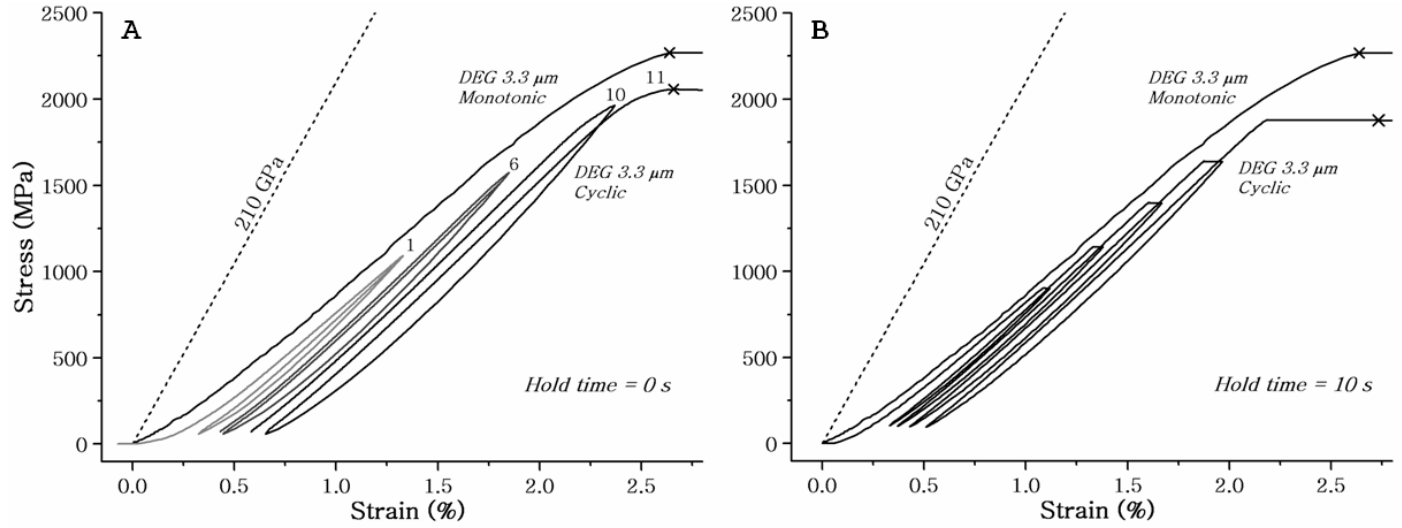 A
2500
2000
1500
1000
500
0
Stress (MPa)
210 GPa
DEG 3.3 µm
Monotonic
11
10
6
1
DEG 3.3 µm
Cyclic
Hold time = 0 s
0.0 0.5 1.0 1.5 2.0 2.5
Strain (%)
B
2500
2000
1500
1000
500
0
210 GPa
DEG 3.3 µm
Monotonic
DEG 3.3 µm
Cyclic
Hold time = 10 s
0.0 0.5 1.0 1.5 2.0 2.5
Strain (%)